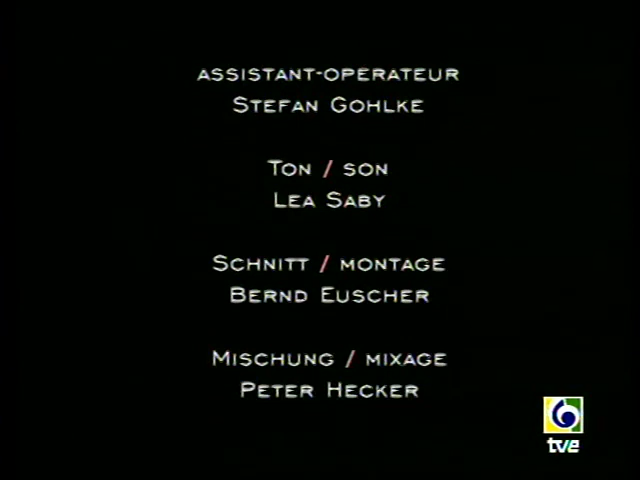 ASSISTANT-OPERATEUR
STEFAN GOHLKE
TON / SON
LEA SABY
SCHNITT / MONTAGE
BERND EUSCHER
MISCHUNG / MIXAGE
PETER HECKER
tve